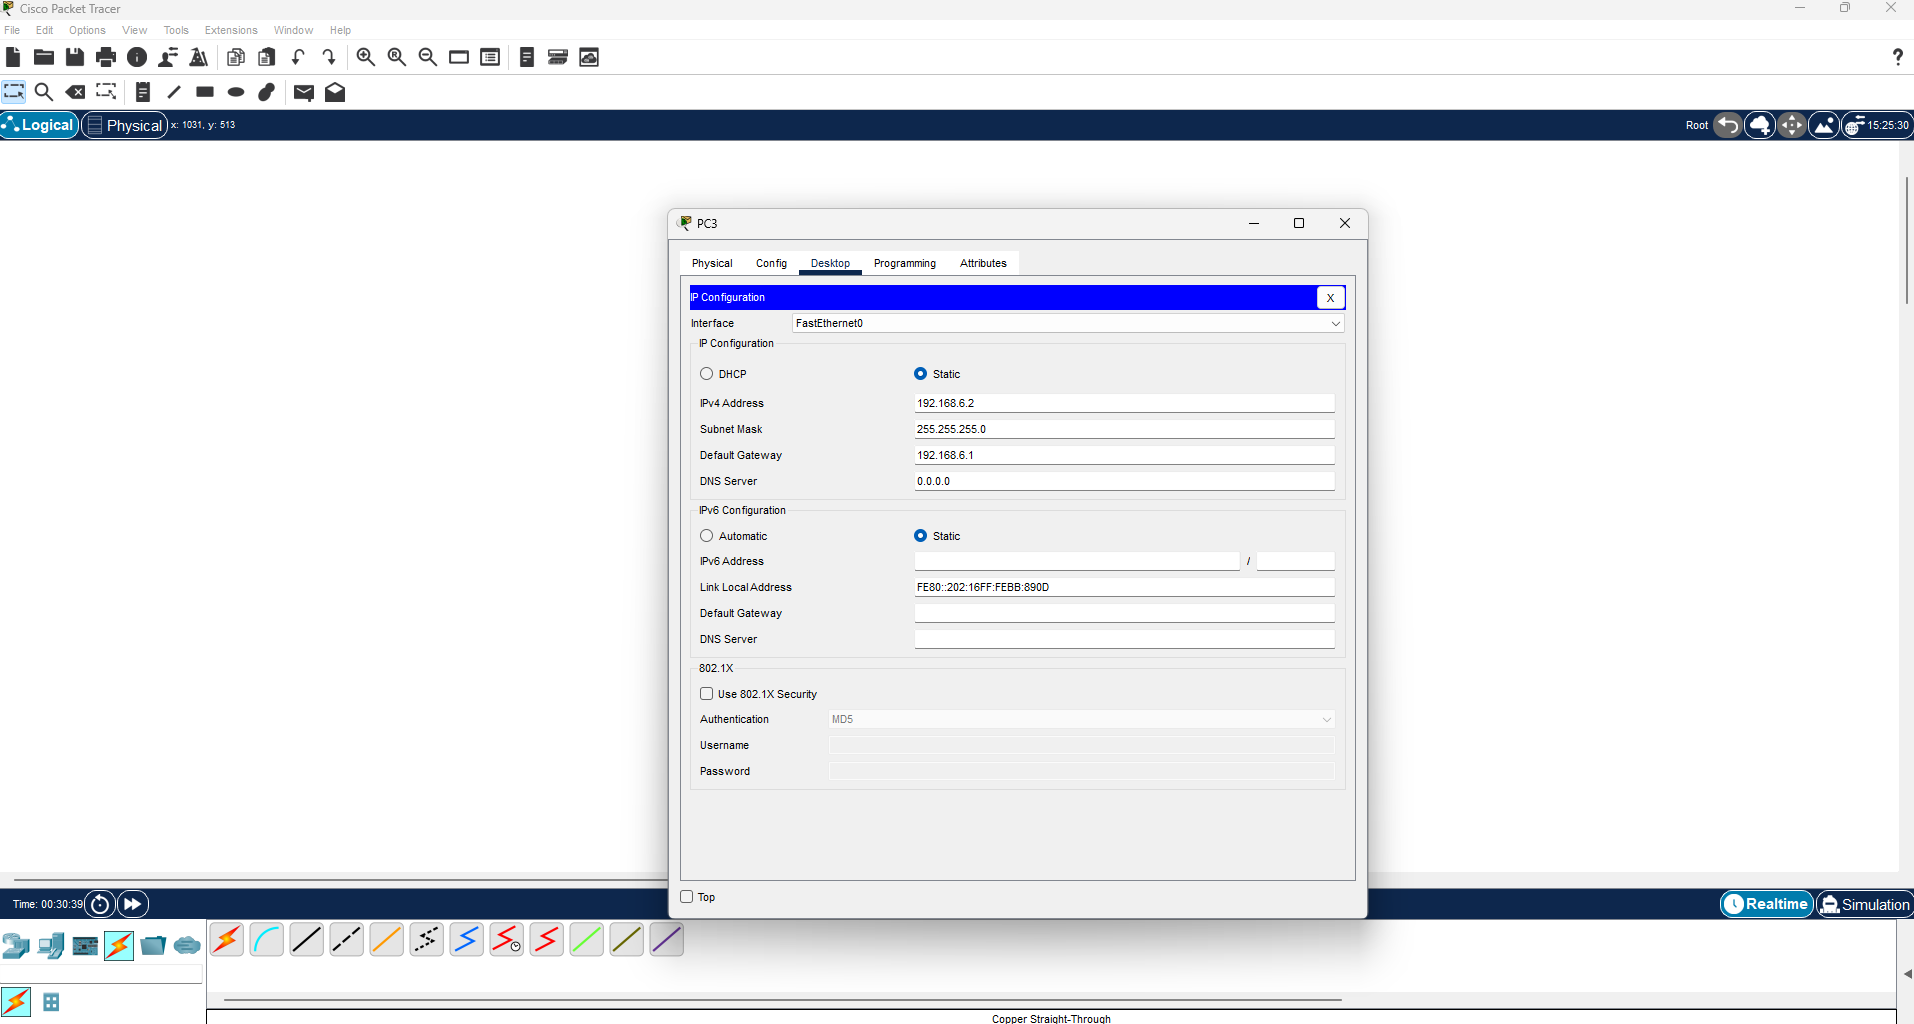 Cisco Packet Tracer
File Edit Options View Tools Extensions Window Help
?
Logical Physical x: 1031, y: 513 Root 15:25:30
PC3
Physical Config Desktop Programming Attributes
IP Configuration X
Interface FastEthernet0
IP Configuration
DHCP Static
IPv4 Address 192.168.6.2
Subnet Mask 255.255.255.0
Default Gateway 192.168.6.1
DNS Server 0.0.0.0
IPv6 Configuration
Automatic Static
IPv6 Address /
Link Local Address FE80::202:16FF:FEBB:890D
Default Gateway
DNS Server
802.1X
Use 802.1X Security
Authentication MD5
Username
Password
Top
Time: 00:30:39 Realtime Simulation
Copper Straight-Through